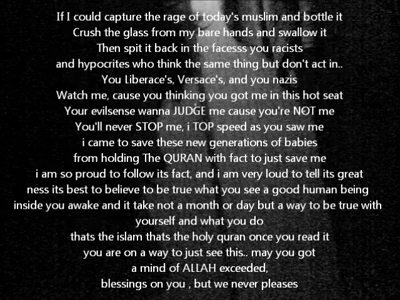 If I could capture the rage of today's muslim and bottle it
Crush the glass from my bare hands and swallow it
Then spit it back in the facesss you racists
and hypocrites who think the same thing but don't act in..
You Liberace's, Versace's, and you nazis
Watch me, cause you thinking you got me in this hot seat
Your evilsense wanna JUDGE me cause you're NOT me
You'll never STOP me, i TOP speed as you saw me
i came to save these new generations of babies
from holding The QURAN with fact to just save me
i am so proud to follow its fact, and i am very loud to tell its great
ness its best to believe to be true what you see a good human being
inside you awake and it take not a month or day but a way to be true with
yourself and what you do
thats the islam thats the holy quran once you read it
you are on a way to just see this.. may you got
a mind of ALLAH exceeded,
blessings on you , but we never pleases